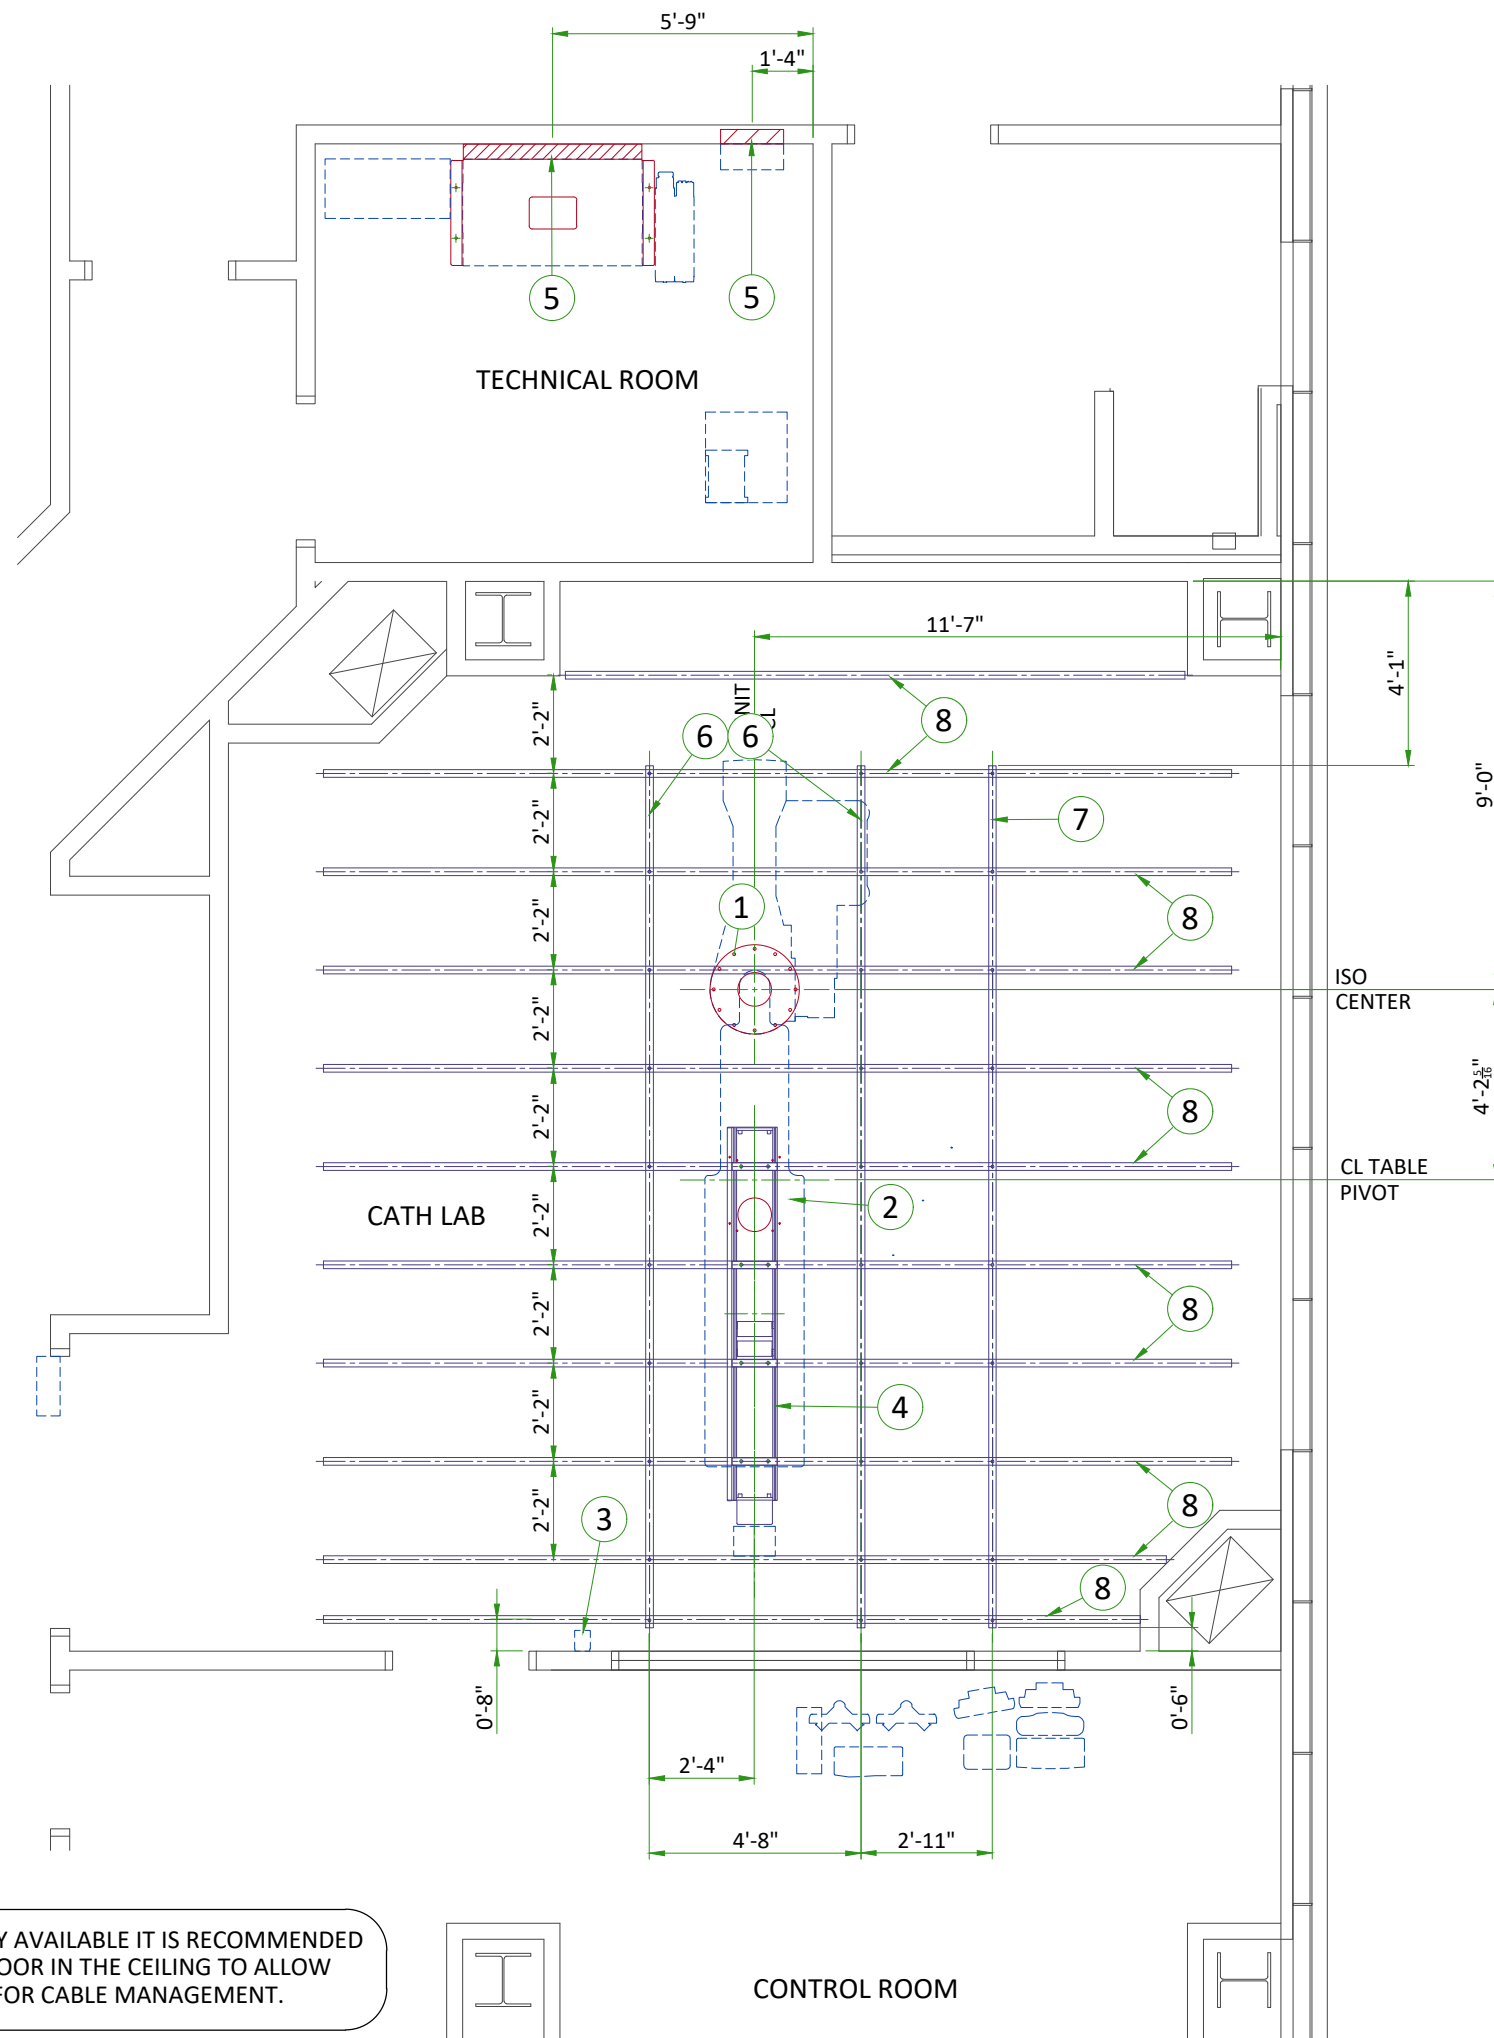 5'-9"
1'-4"
5
5
TECHNICAL ROOM
11'-7"
4'-1"
9'-0"
NIT
CL
2'-2"
6
6
8
7
2'-2"
1
8
2'-2"
ISO
CENTER
2'-2"
4'-2 5/16"
8
2'-2"
CL TABLE
PIVOT
CATH LAB
2
2'-2"
8
2'-2"
4
2'-2"
3
8
2'-2"
8
0'-8"
0'-6"
2'-4"
4'-8"
2'-11"
Y AVAILABLE IT IS RECOMMENDED
OOR IN THE CEILING TO ALLOW
FOR CABLE MANAGEMENT.
CONTROL ROOM